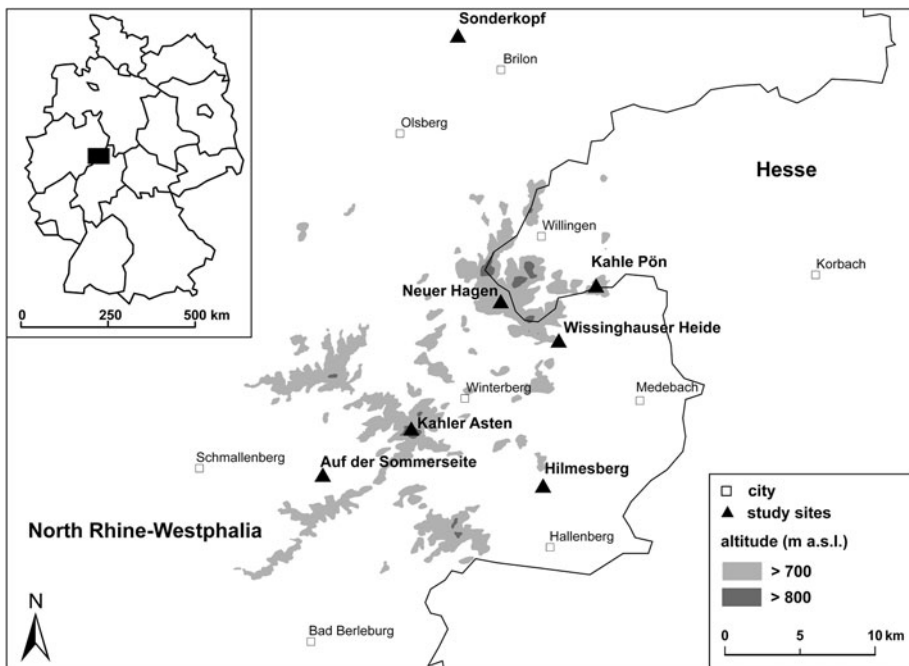 Sonderkopf
Brilon
Olsberg
Hesse
Willingen
Kahle Pön
Korbach
Neuer Hagen
0 250 500 km
Wissinghauser Heide
Winterberg
Medebach
Kahler Asten
Schmallenberg
Auf der Sommerseite
Hilmesberg
North Rhine-Westphalia
Hallenberg
Bad Berleburg
N
city
study sites
altitude (m a.s.l.)
> 700
> 800
0 5 10 km